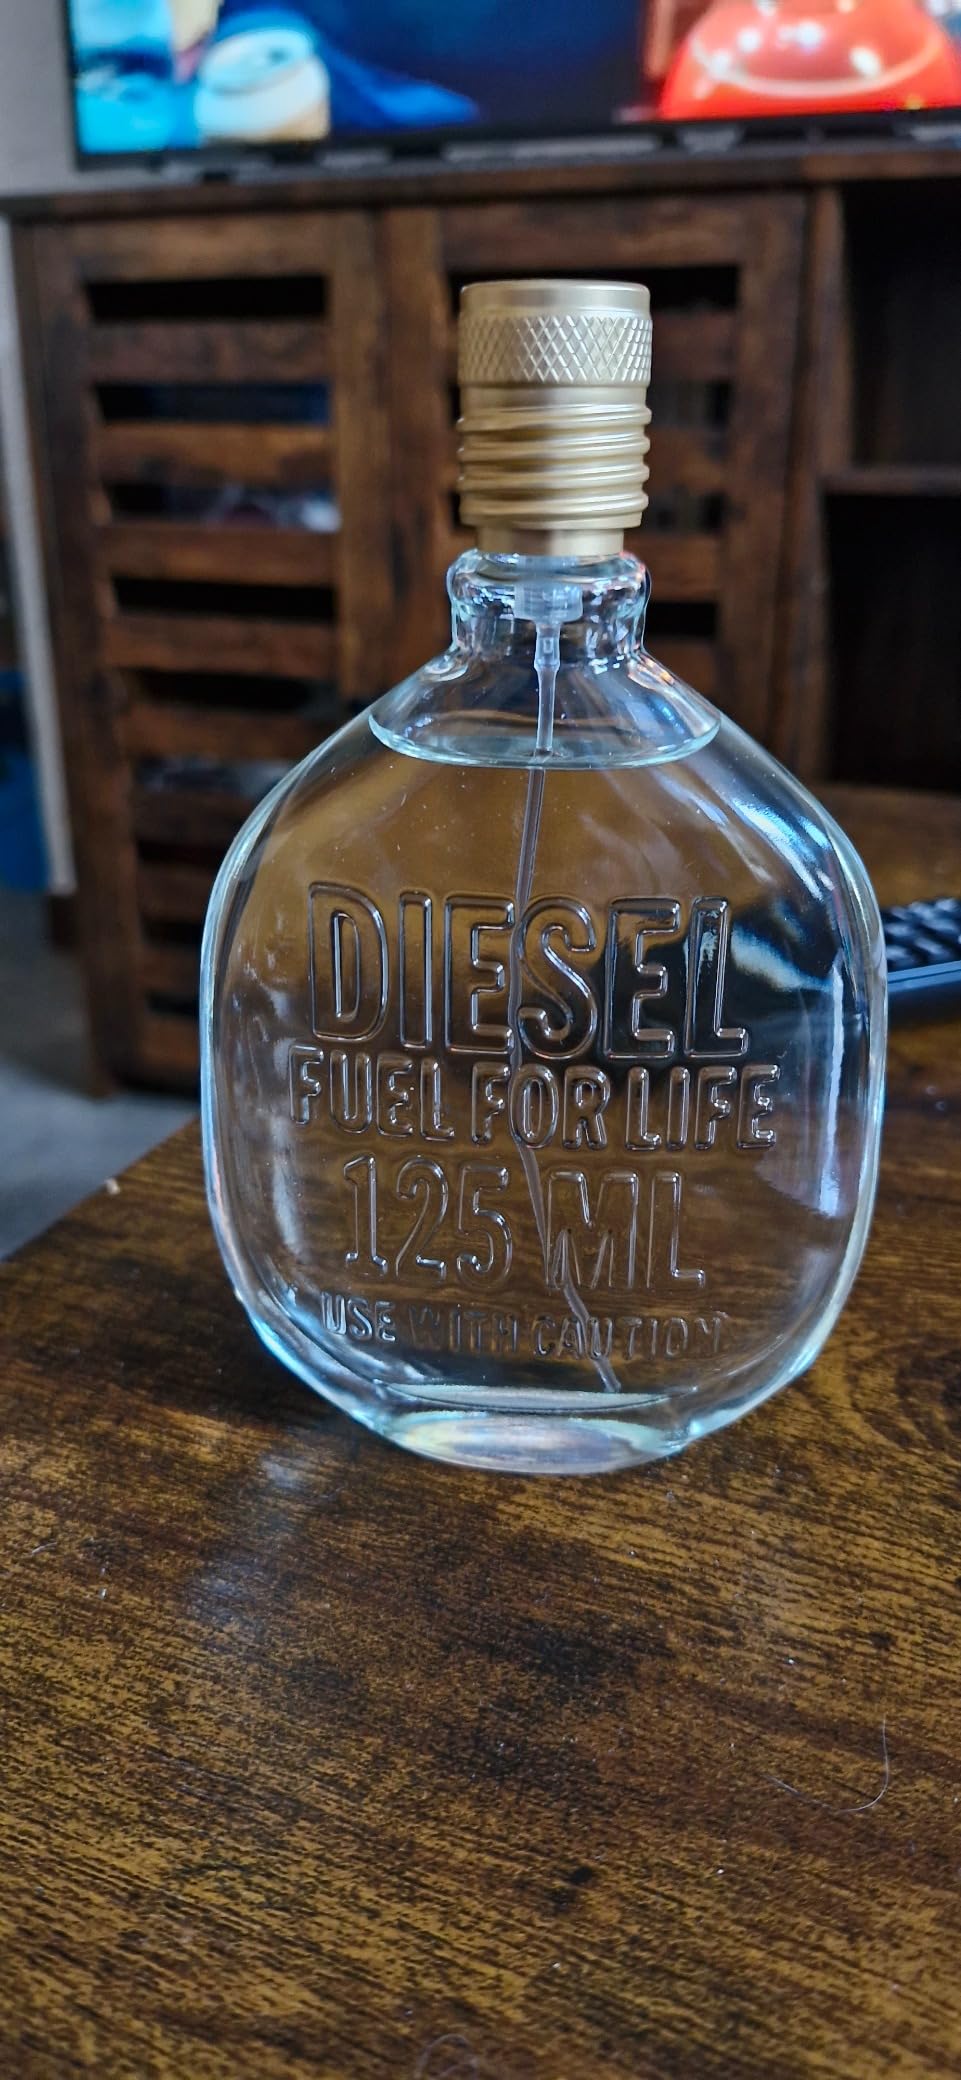 DIESEL
FUEL FOR LIFE
125 ML
USE WITH CAUTION